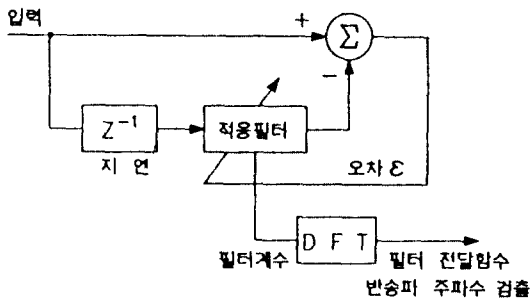 입력
+
Σ
−
Z⁻¹
적응필터
지 연
오차 ε
D F T
필터계수
필터 전달함수
반송파 주파수 검출